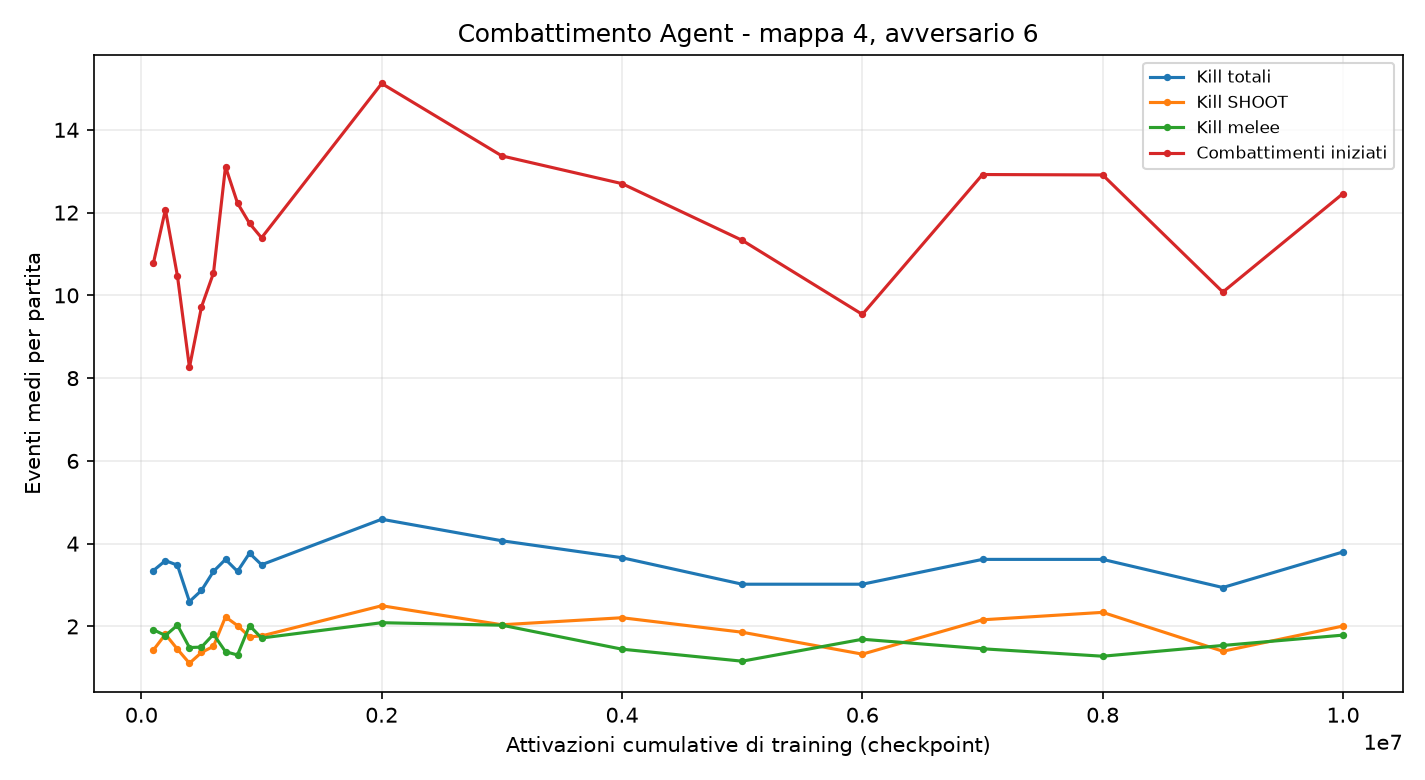 Combattimento Agent - mappa 4, avversario 6
Kill totali
Kill SHOOT
Kill melee
Combattimenti iniziati
Eventi medi per partita
14
12
10
8
6
4
2
0.0
0.2
0.4
0.6
0.8
1.0
1e7
Attivazioni cumulative di training (checkpoint)